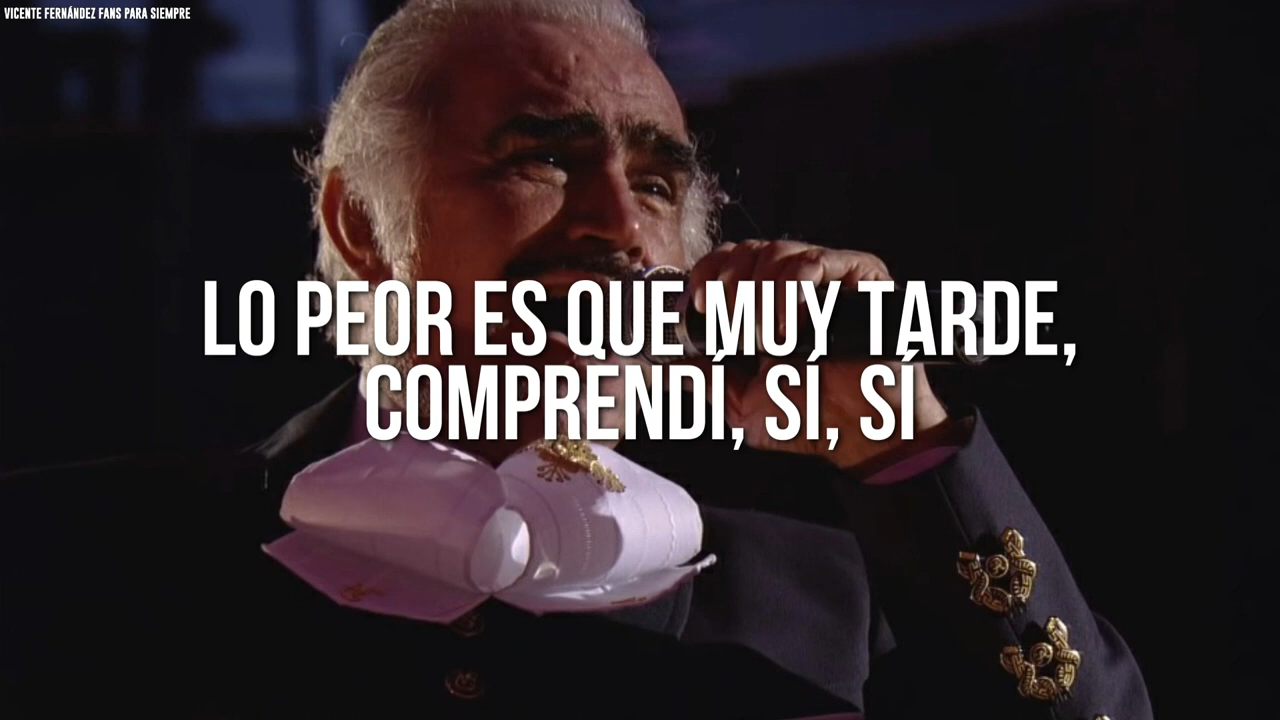 VICENTE FERNÁNDEZ FANS PARA SIEMPRE
LO PEOR ES QUE MUY TARDE,
COMPRENDÍ, SÍ, SÍ